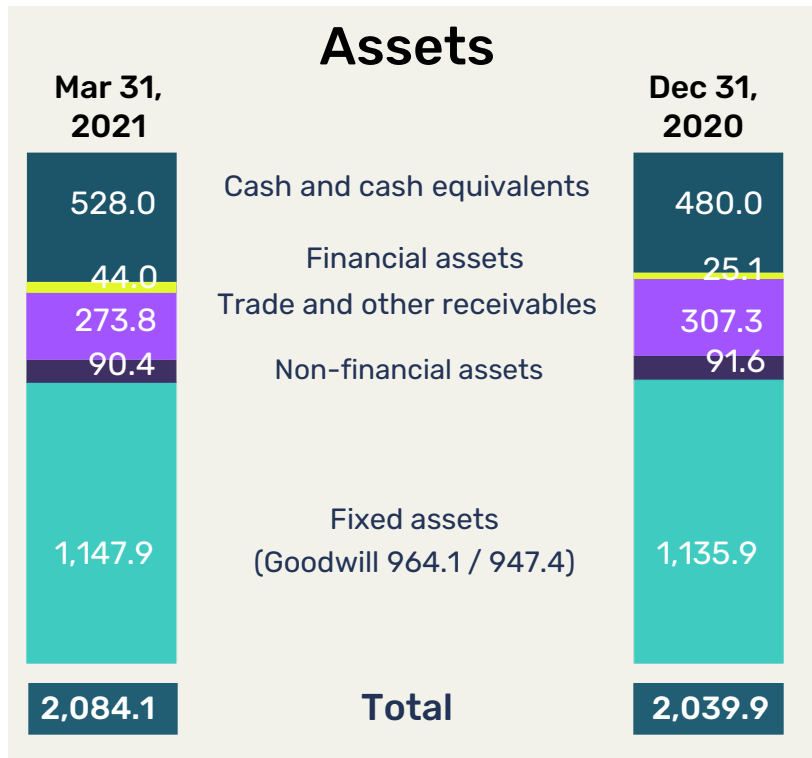 Assets
Mar 31,
2021
Dec 31,
2020
528.0
Cash and cash equivalents
480.0
44.0
Financial assets
25.1
273.8
Trade and other receivables
307.3
90.4
Non-financial assets
91.6
1,147.9
Fixed assets
(Goodwill 964.1 / 947.4)
1,135.9
2,084.1
Total
2,039.9